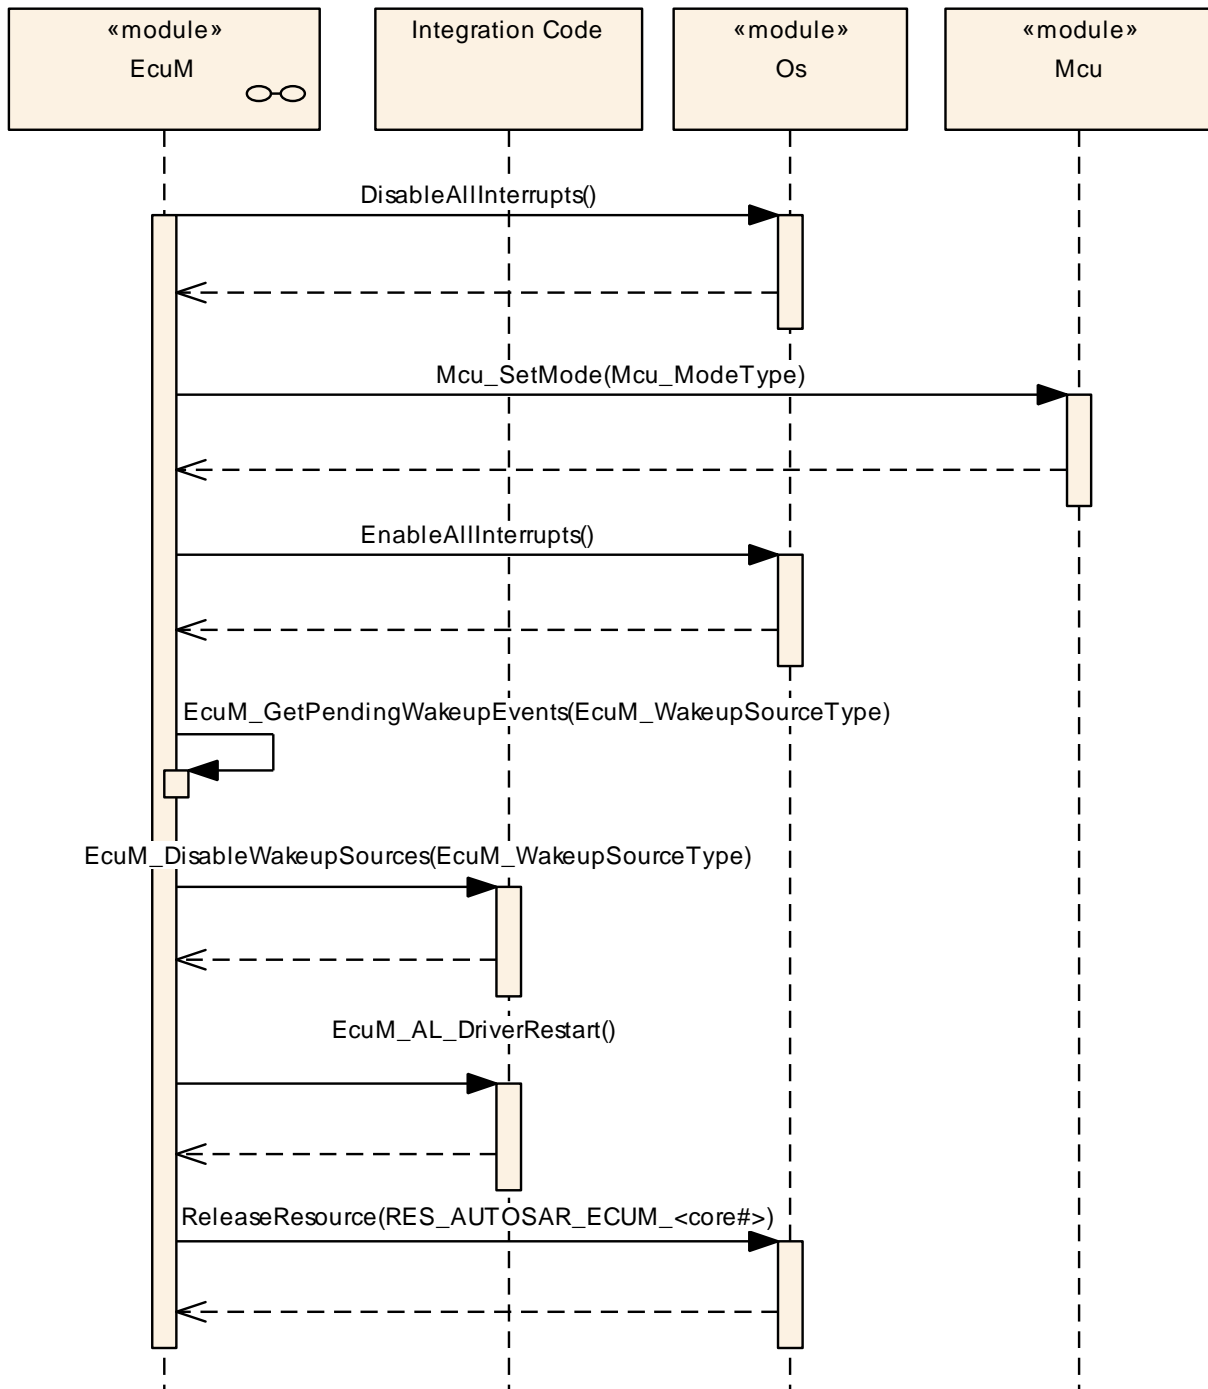 «module»
EcuM
Integration Code
«module»
Os
«module»
Mcu
DisableAllInterrupts()
Mcu_SetMode(Mcu_ModeType)
EnableAllInterrupts()
EcuM_GetPendingWakeupEvents(EcuM_WakeupSourceType)
EcuM_DisableWakeupSources(EcuM_WakeupSourceType)
EcuM_AL_DriverRestart()
ReleaseResource(RES_AUTOSAR_ECUM_<core#>)